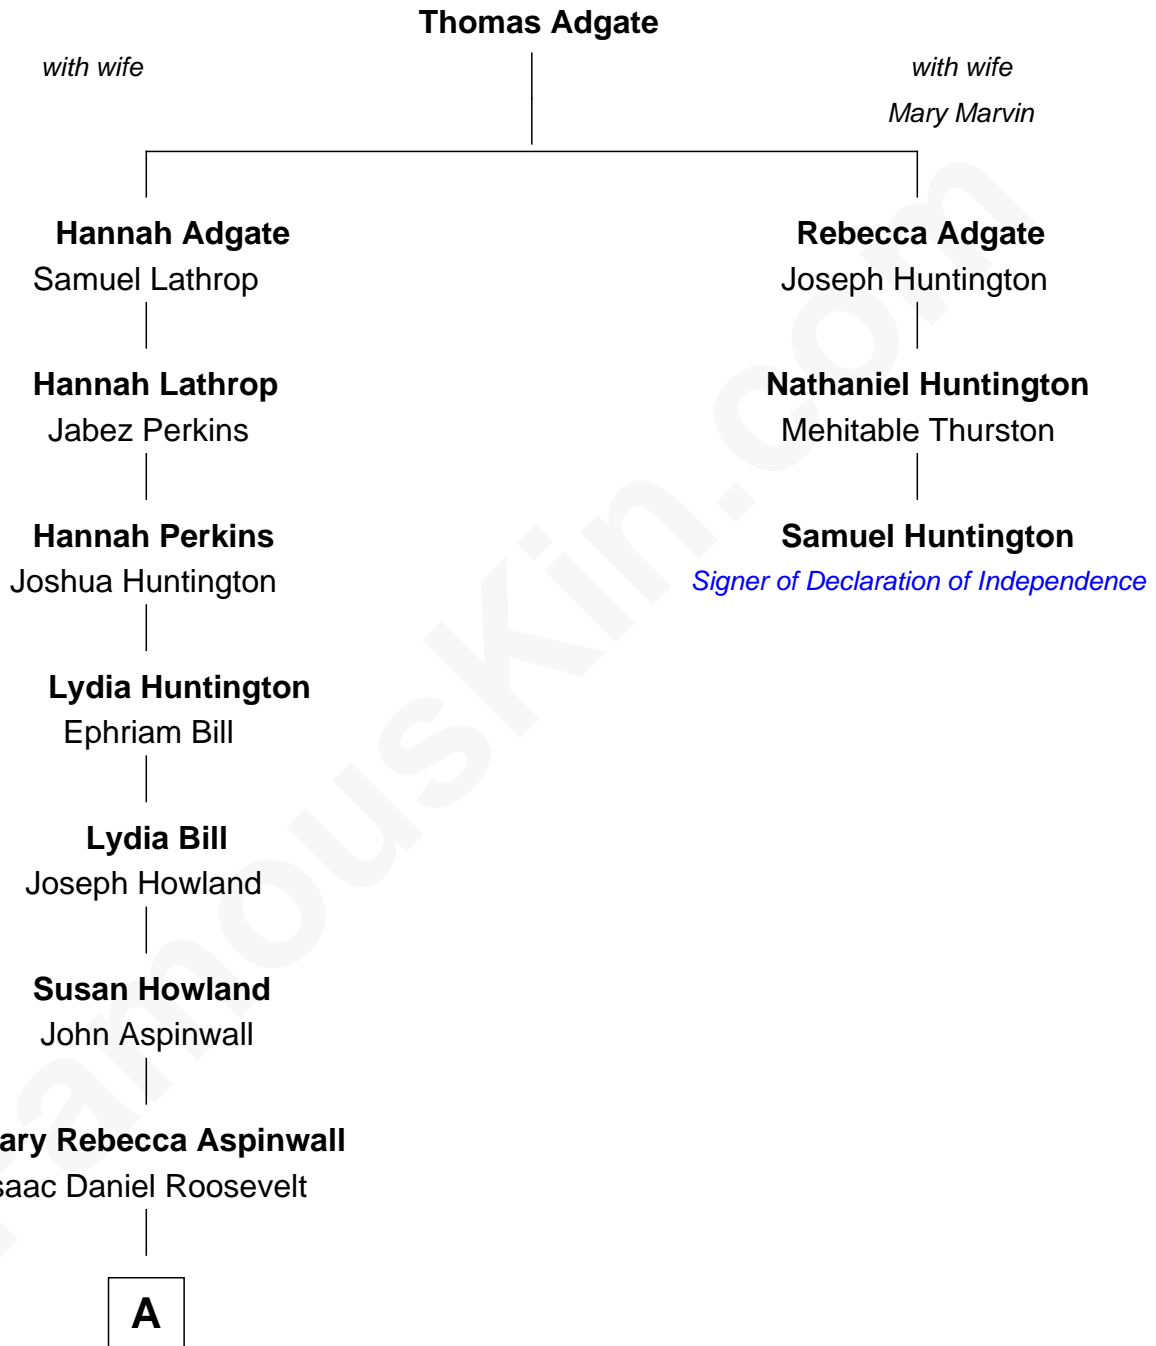 Thomas Adgate
with wife
with wife
Mary Marvin
Hannah Adgate
Samuel Lathrop
Rebecca Adgate
Joseph Huntington
Hannah Lathrop
Jabez Perkins
Nathaniel Huntington
Mehitable Thurston
Hannah Perkins
Joshua Huntington
Samuel Huntington
Signer of Declaration of Independence
Lydia Huntington
Ephriam Bill
Lydia Bill
Joseph Howland
Susan Howland
John Aspinwall
ary Rebecca Aspinwall
saac Daniel Roosevelt
A
FamousKin.com